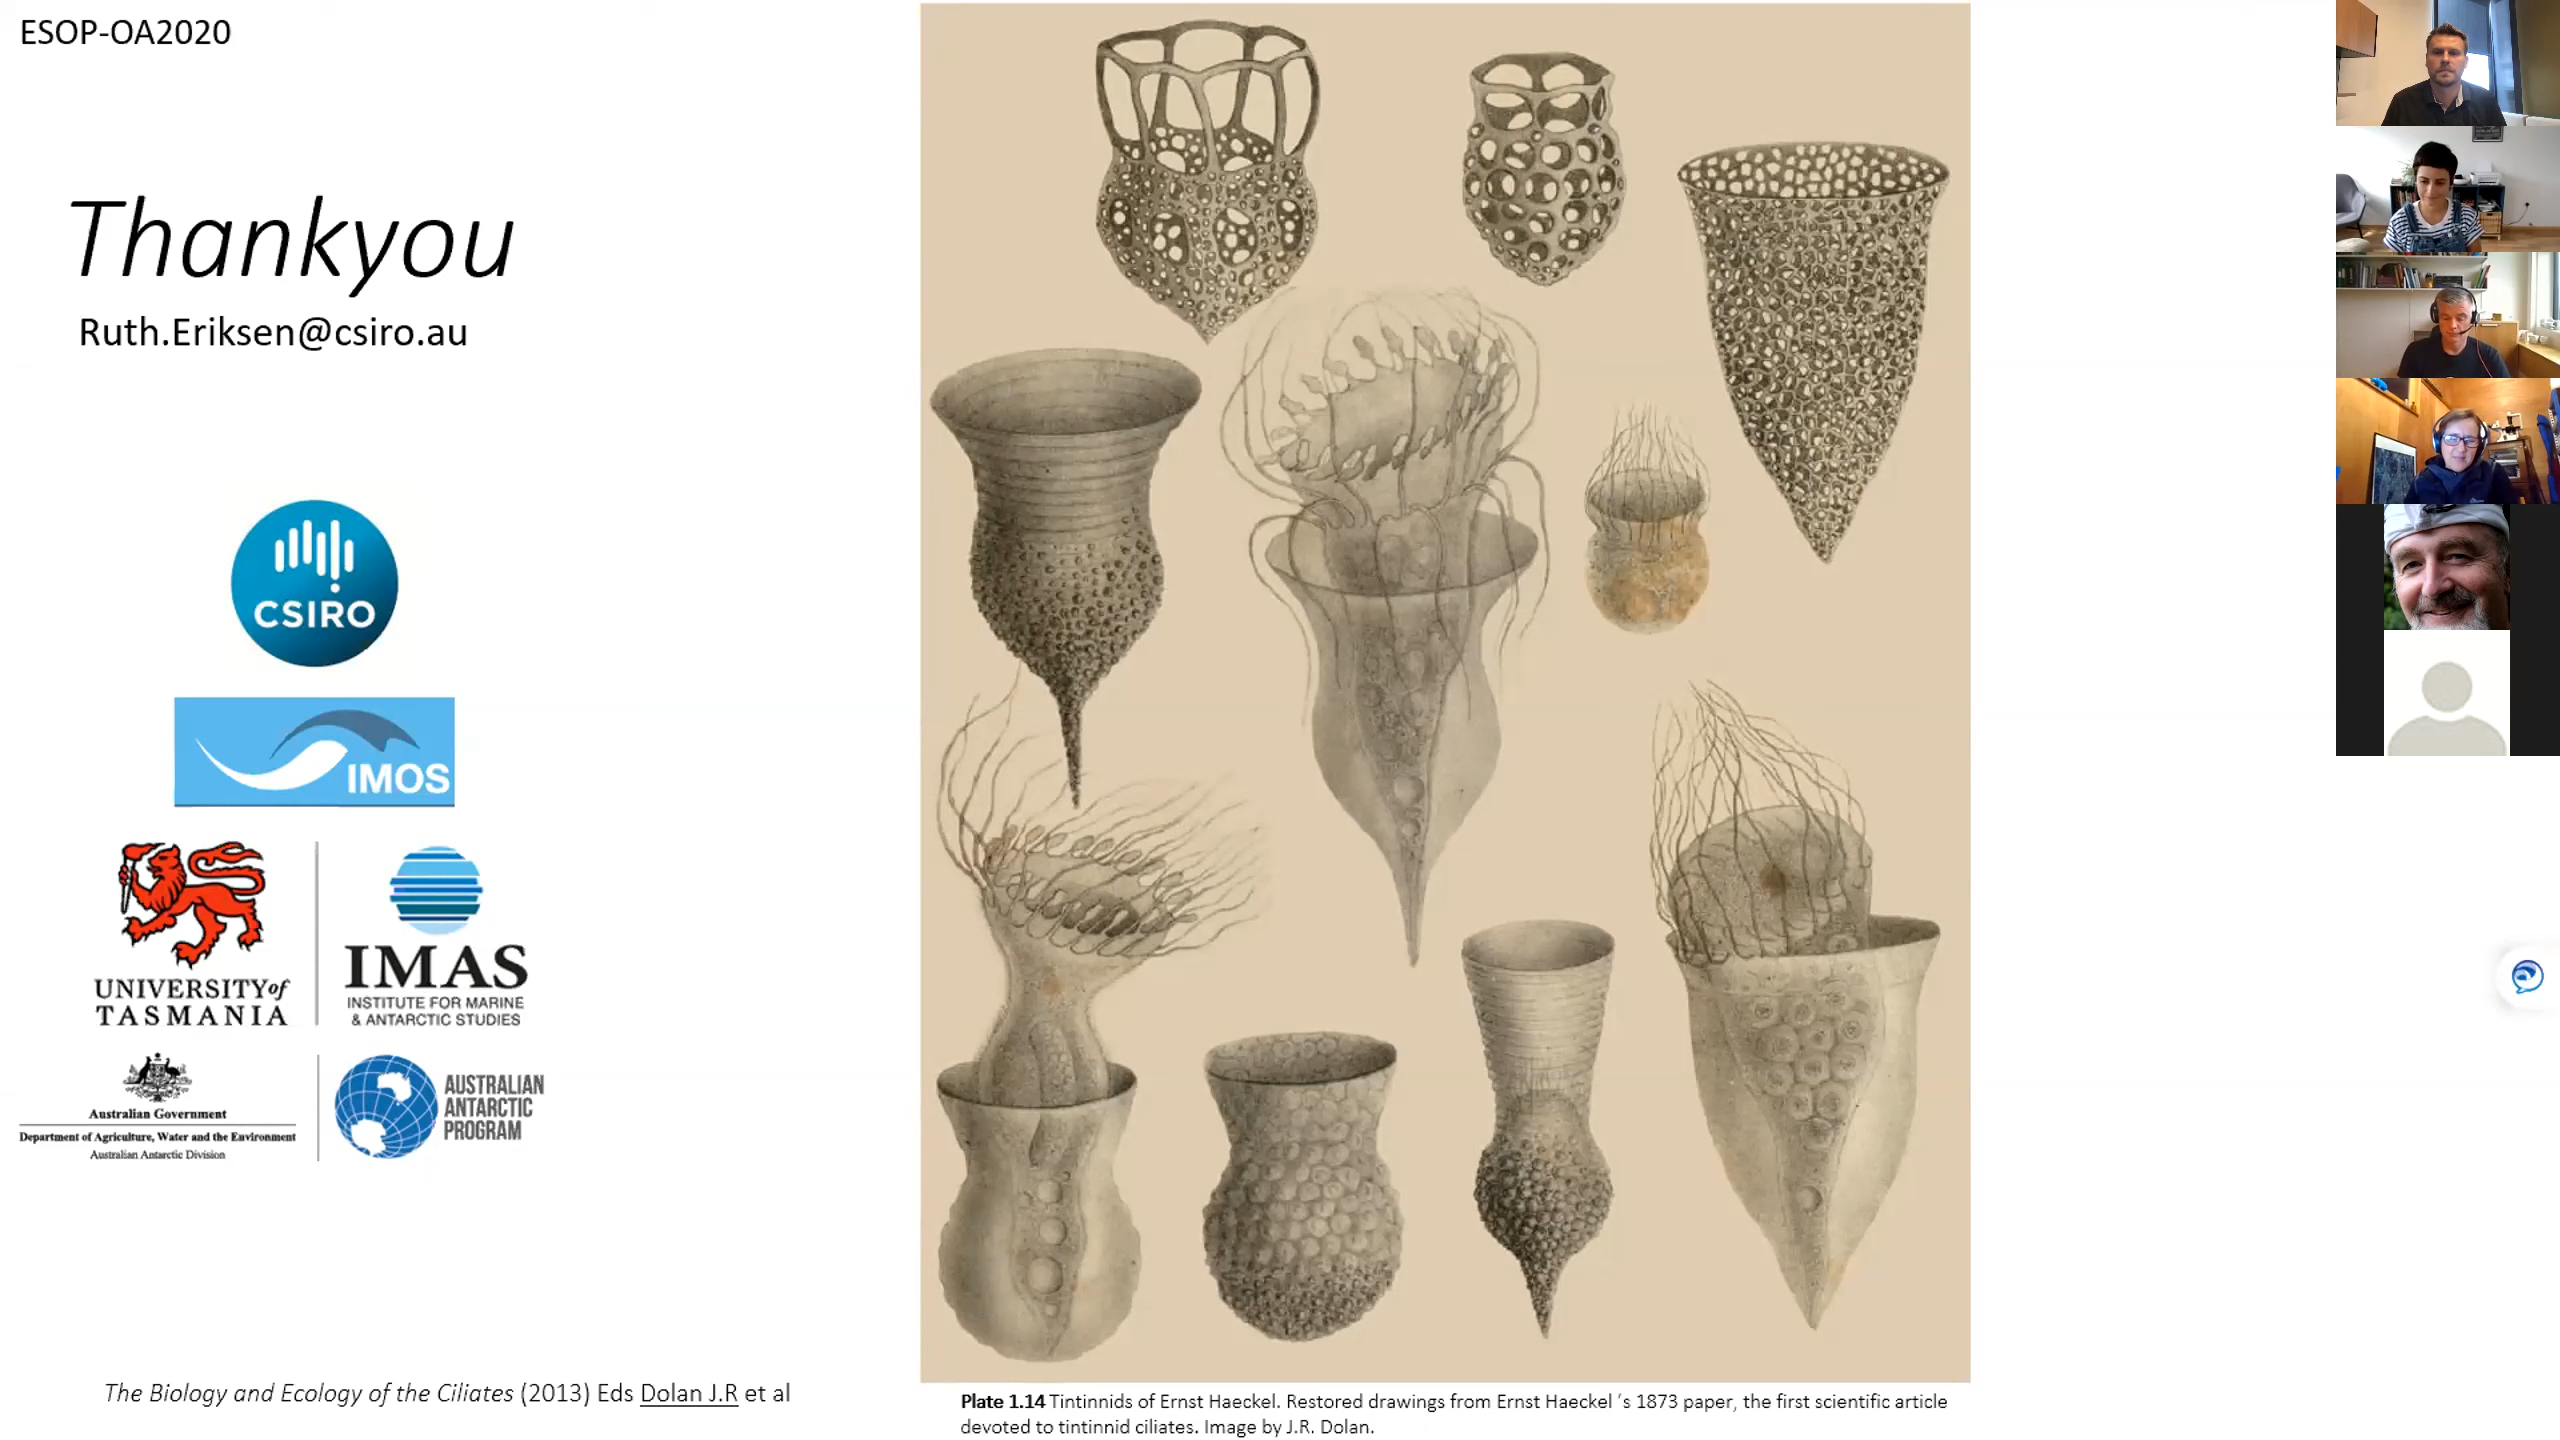 ESOP-OA2020
Thankyou
Ruth.Eriksen@csiro.au
CSIRO
IMOS
UNIVERSITY of
TASMANIA
IMAS
INSTITUTE FOR MARINE
& ANTARCTIC STUDIES
Australian Government
Department of Agriculture, Water and the Environment
Australian Antarctic Division
AUSTRALIAN
ANTARCTIC
PROGRAM
The Biology and Ecology of the Ciliates (2013) Eds Dolan J.R et al
Plate 1.14 Tintinnids of Ernst Haeckel. Restored drawings from Ernst Haeckel ´s 1873 paper, the first scientific article
devoted to tintinnid ciliates. Image by J.R. Dolan.